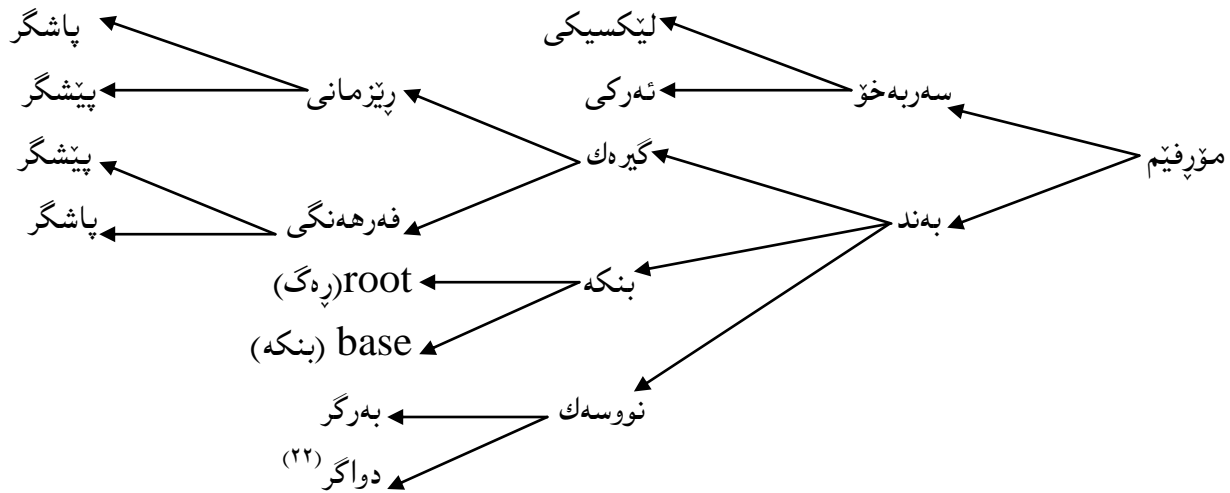 پاشگر لێکسیکی
پێشگر ڕێزمانی ئەرکی سەربەخۆ
پێشگر گیرەك مۆڕفێم
پاشگر فەرهەنگی بەند
root(ڕەگ) بنکە
base (بنکە)
بەرگر نووسەك
دواگر(٢٢)